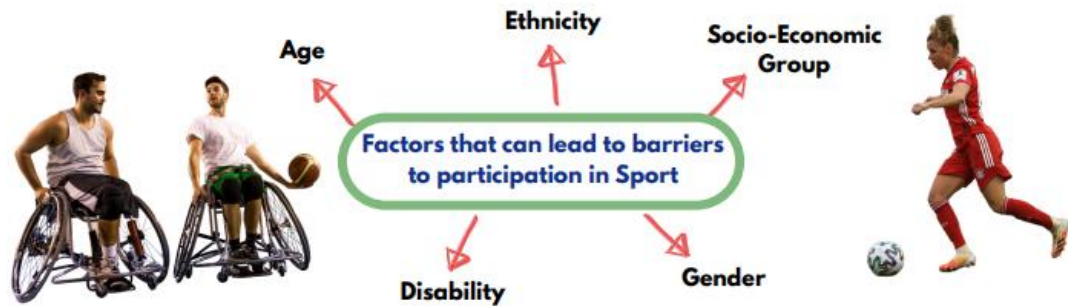 Ethnicity
Age
Socio-Economic
Group
Factors that can lead to barriers
to participation in Sport
Disability
Gender